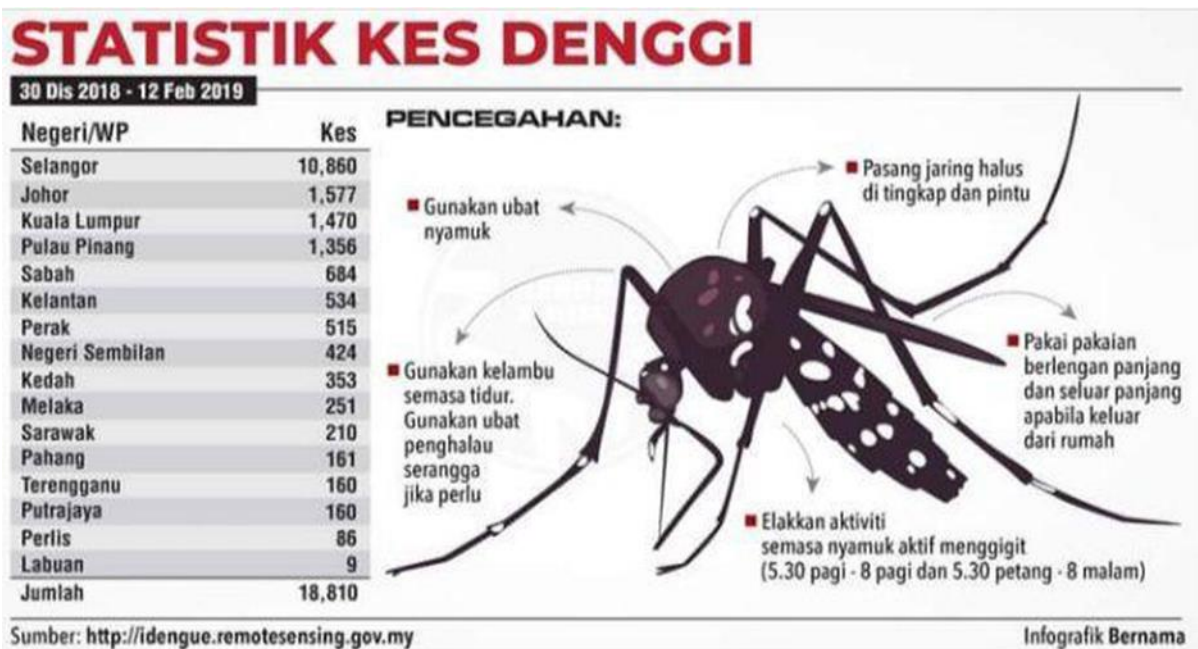 STATISTIK KES DENGGI
30 Dis 2018 - 12 Feb 2019
Negeri/WP Kes
Selangor 10,860
Johor 1,577
Kuala Lumpur 1,470
Pulau Pinang 1,356
Sabah 684
Kelantan 534
Perak 515
Negeri Sembilan 424
Kedah 353
Melaka 251
Sarawak 210
Pahang 161
Terengganu 160
Putrajaya 160
Perlis 86
Labuan 9
Jumlah 18,810
PENCEGAHAN:
Gunakan ubat
nyamuk
Pasang jaring halus
di tingkap dan pintu
Gunakan kelambu
semasa tidur.
Gunakan ubat
penghalau
serangga
jika perlu
Pakai pakaian
berlengan panjang
dan seluar panjang
apabila keluar
dari rumah
Elakkan aktiviti
semasa nyamuk aktif menggigit
(5.30 pagi - 8 pagi dan 5.30 petang - 8 malam)
Sumber: http://idengue.remotesensing.gov.my
Infografik Bernama